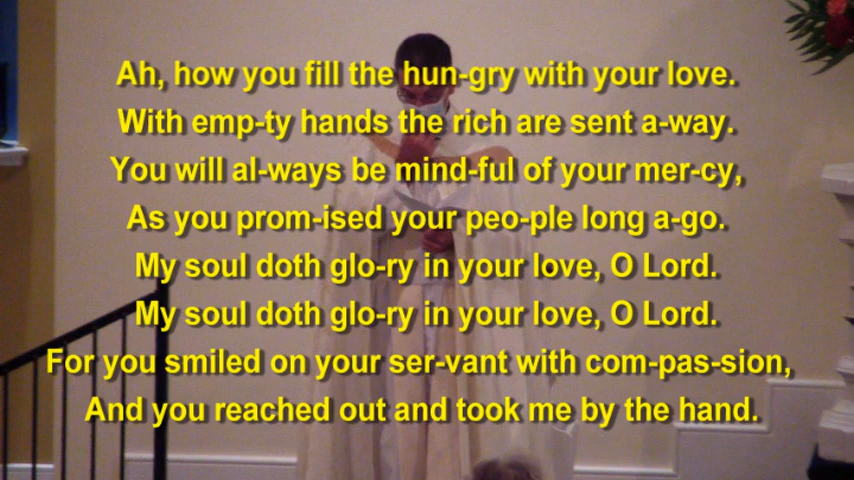 Ah, how you fill the hun-gry with your love.
With emp-ty hands the rich are sent a-way.
You will al-ways be mind-ful of your mer-cy,
As you prom-ised your peo-ple long a-go.
My soul doth glo-ry in your love, O Lord.
My soul doth glo-ry in your love, O Lord.
For you smiled on your ser-vant with com-pas-sion,
And you reached out and took me by the hand.